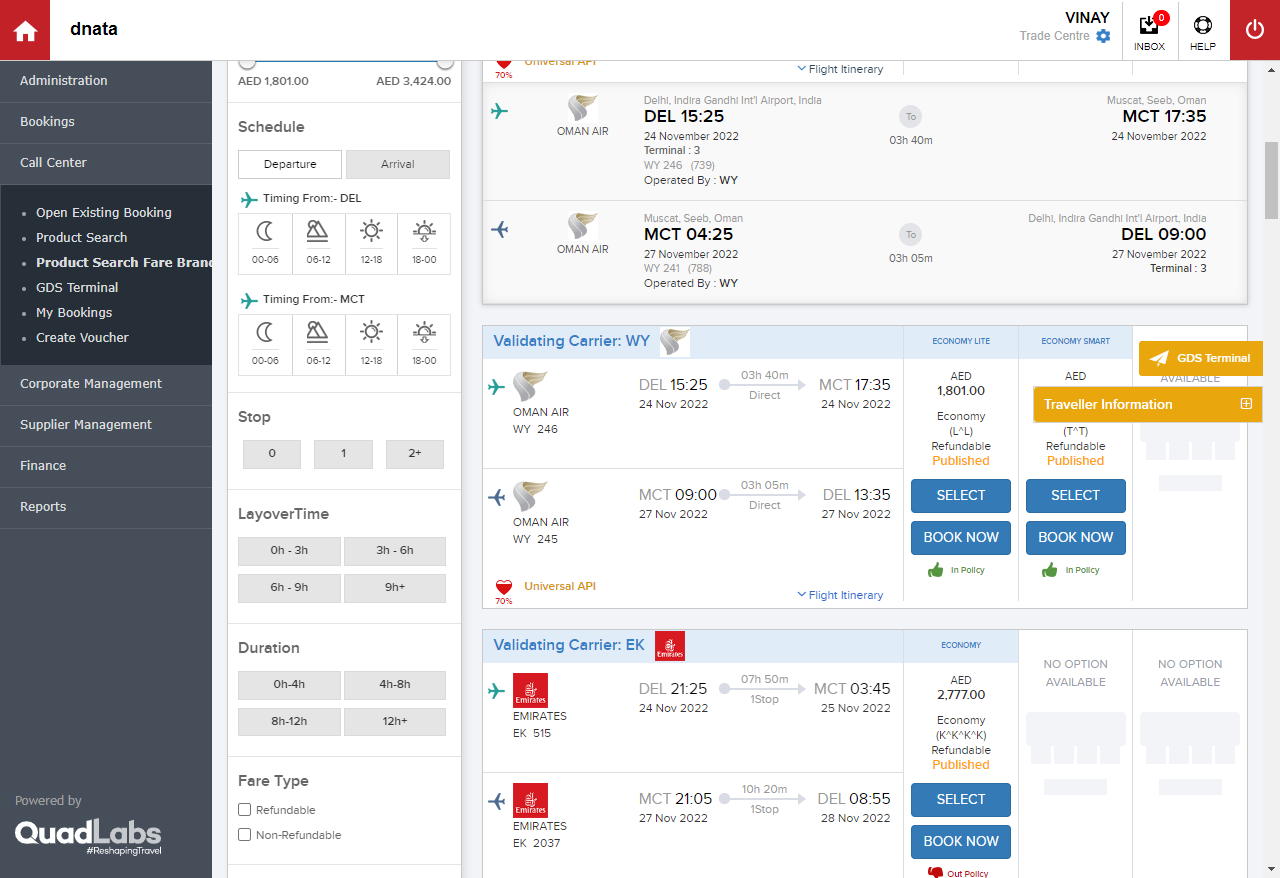 dnata
VINAY
Trade Centre
0
INBOX
HELP
Administration
Bookings
Call Center
Open Existing Booking
Product Search
Product Search Fare Brand
GDS Terminal
My Bookings
Create Voucher
Corporate Management
Supplier Management
Finance
Reports
Powered by
QuadLabs
#ReshapingTravel
AED 1,801.00 AED 3,424.00
Schedule
Departure Arrival
Timing From:- DEL
00-06 06-12 12-18 18-00
Timing From:- MCT
00-06 06-12 12-18 18-00
Stop
0 1 2+
LayoverTime
0h - 3h 3h - 6h
6h - 9h 9h+
Duration
0h-4h 4h-8h
8h-12h 12h+
Fare Type
Refundable
Non-Refundable
70% Universal API Flight Itinerary
OMAN AIR
Delhi, Indira Gandhi Int'l Airport, India
DEL 15:25
24 November 2022
Terminal : 3
WY 246 (739)
Operated By : WY
To
03h 40m
Muscat, Seeb, Oman
MCT 17:35
24 November 2022
OMAN AIR
Muscat, Seeb, Oman
MCT 04:25
27 November 2022
WY 241 (788)
Operated By : WY
To
03h 05m
Delhi, Indira Gandhi Int'l Airport, India
DEL 09:00
27 November 2022
Terminal : 3
Validating Carrier: WY
OMAN AIR
WY 246
DEL 15:25
24 Nov 2022
03h 40m
Direct
MCT 17:35
24 Nov 2022
OMAN AIR
WY 245
MCT 09:00
27 Nov 2022
03h 05m
Direct
DEL 13:35
27 Nov 2022
70% Universal API Flight Itinerary
ECONOMY LITE
AED
1,801.00
Economy
(L^L)
Refundable
Published
SELECT
BOOK NOW
In Policy
ECONOMY SMART
AED
(T^T)
Refundable
Published
SELECT
BOOK NOW
In Policy
AVAILABLE
GDS Terminal
Traveller Information
Validating Carrier: EK
Emirates
EMIRATES
EK 515
DEL 21:25
24 Nov 2022
07h 50m
1Stop
MCT 03:45
25 Nov 2022
Emirates
EMIRATES
EK 2037
MCT 21:05
27 Nov 2022
10h 20m
1Stop
DEL 08:55
28 Nov 2022
Emirates
ECONOMY
AED
2,777.00
Economy
(K^K^K^K)
Refundable
Published
SELECT
BOOK NOW
Out Policy
NO OPTION
AVAILABLE
NO OPTION
AVAILABLE